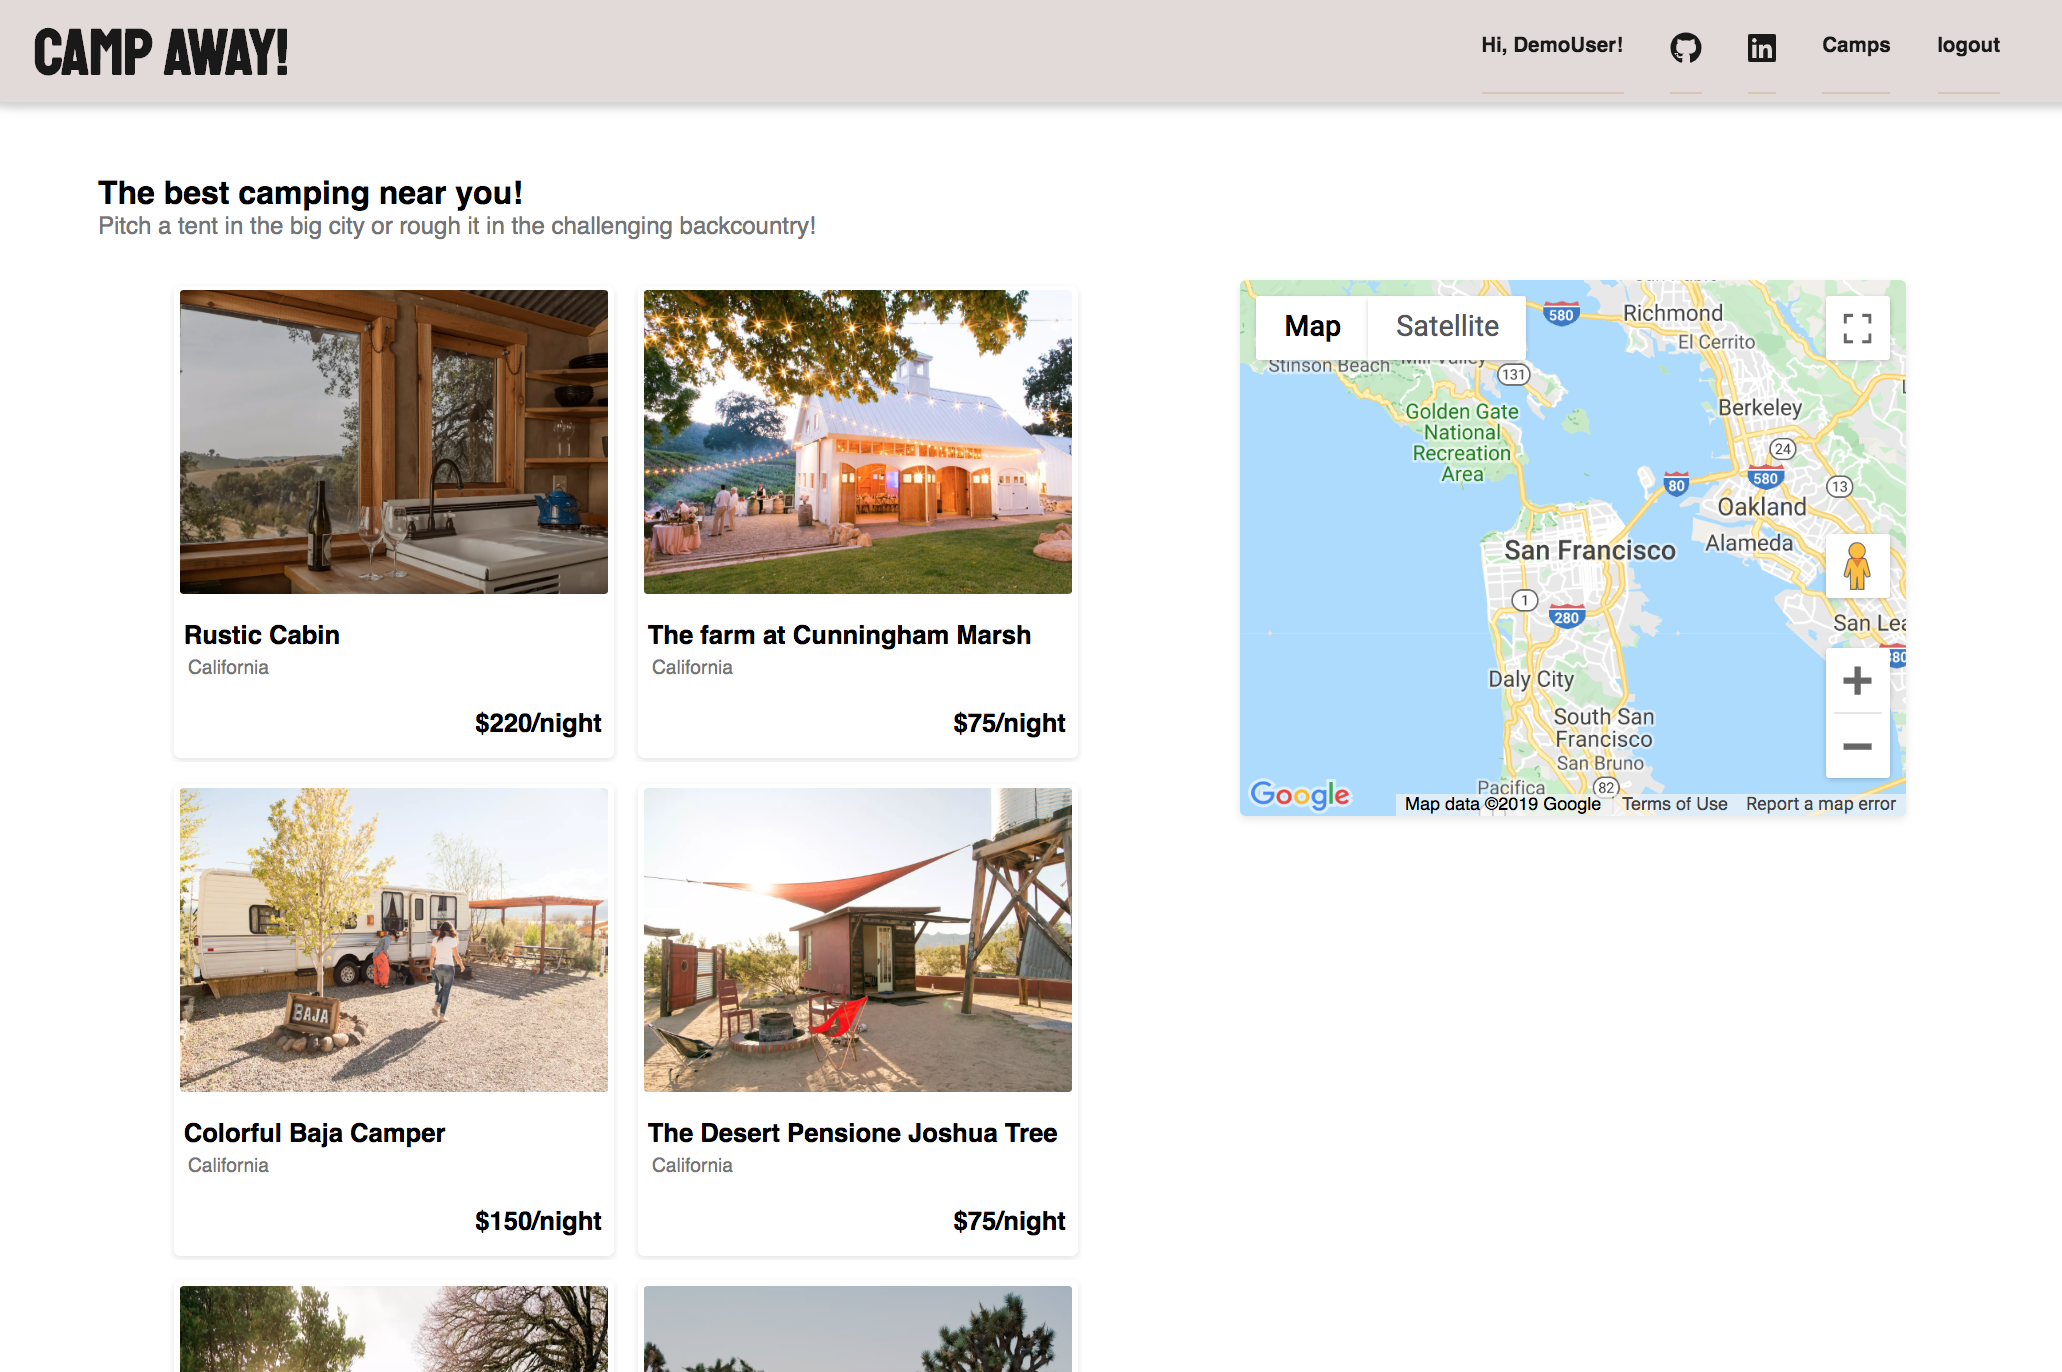 CAMP AWAY!
Hi, DemoUser!
Camps
logout
The best camping near you!
Pitch a tent in the big city or rough it in the challenging backcountry!
Rustic Cabin
California
$220/night
The farm at Cunningham Marsh
California
$75/night
BAJA
Colorful Baja Camper
California
$150/night
The Desert Pensione Joshua Tree
California
$75/night
Map
Satellite
580
Richmond
El Cerrito
Stinson Beach
131
Golden Gate
National
Recreation
Area
Berkeley
24
80
580
13
Oakland
San Francisco
Alameda
1
280
San Lea
Daly City
South San
Francisco
San Bruno
Pacifica
82
Google
Map data ©2019 Google
Terms of Use
Report a map error